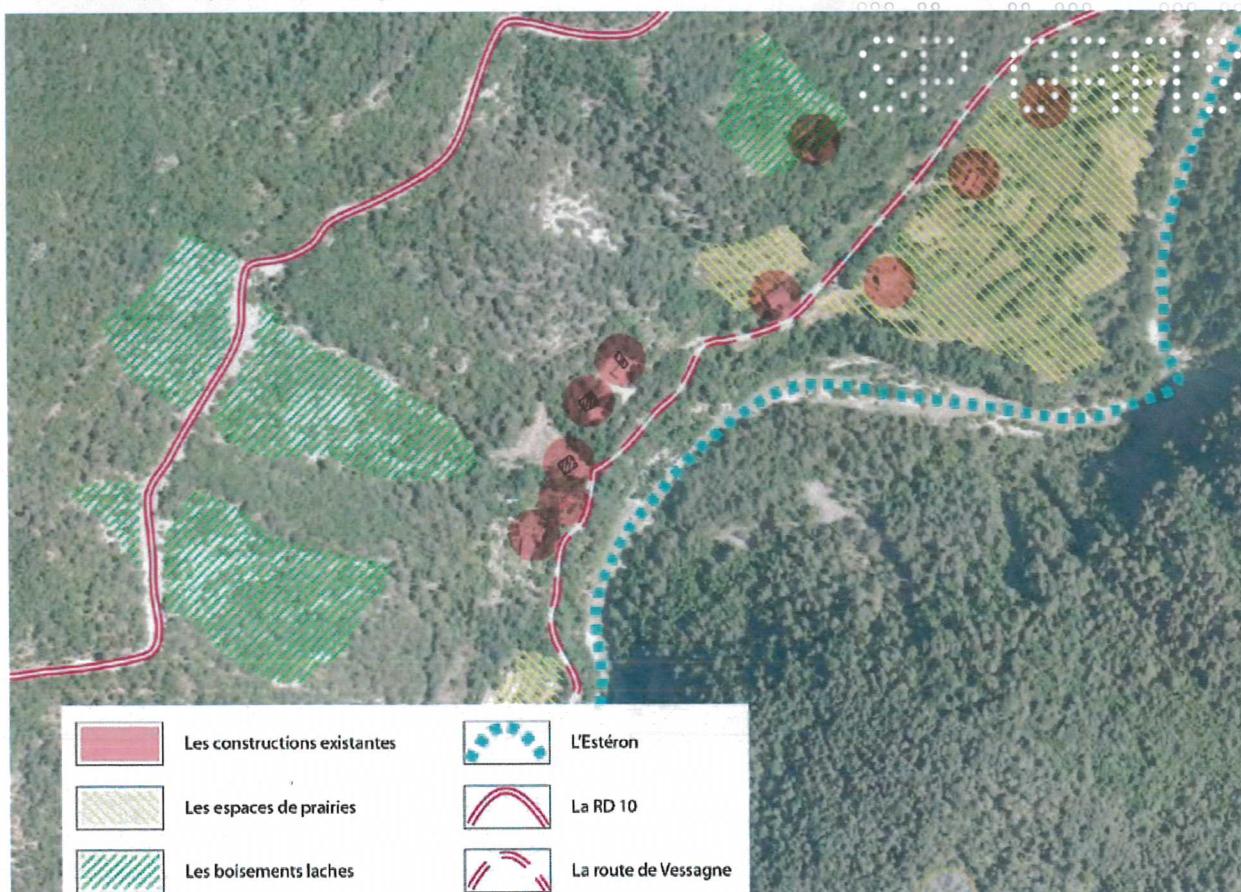 Les constructions existantes
Les espaces de prairies
Les boisements laches
L'Estéron
La RD 10
La route de Vessagne